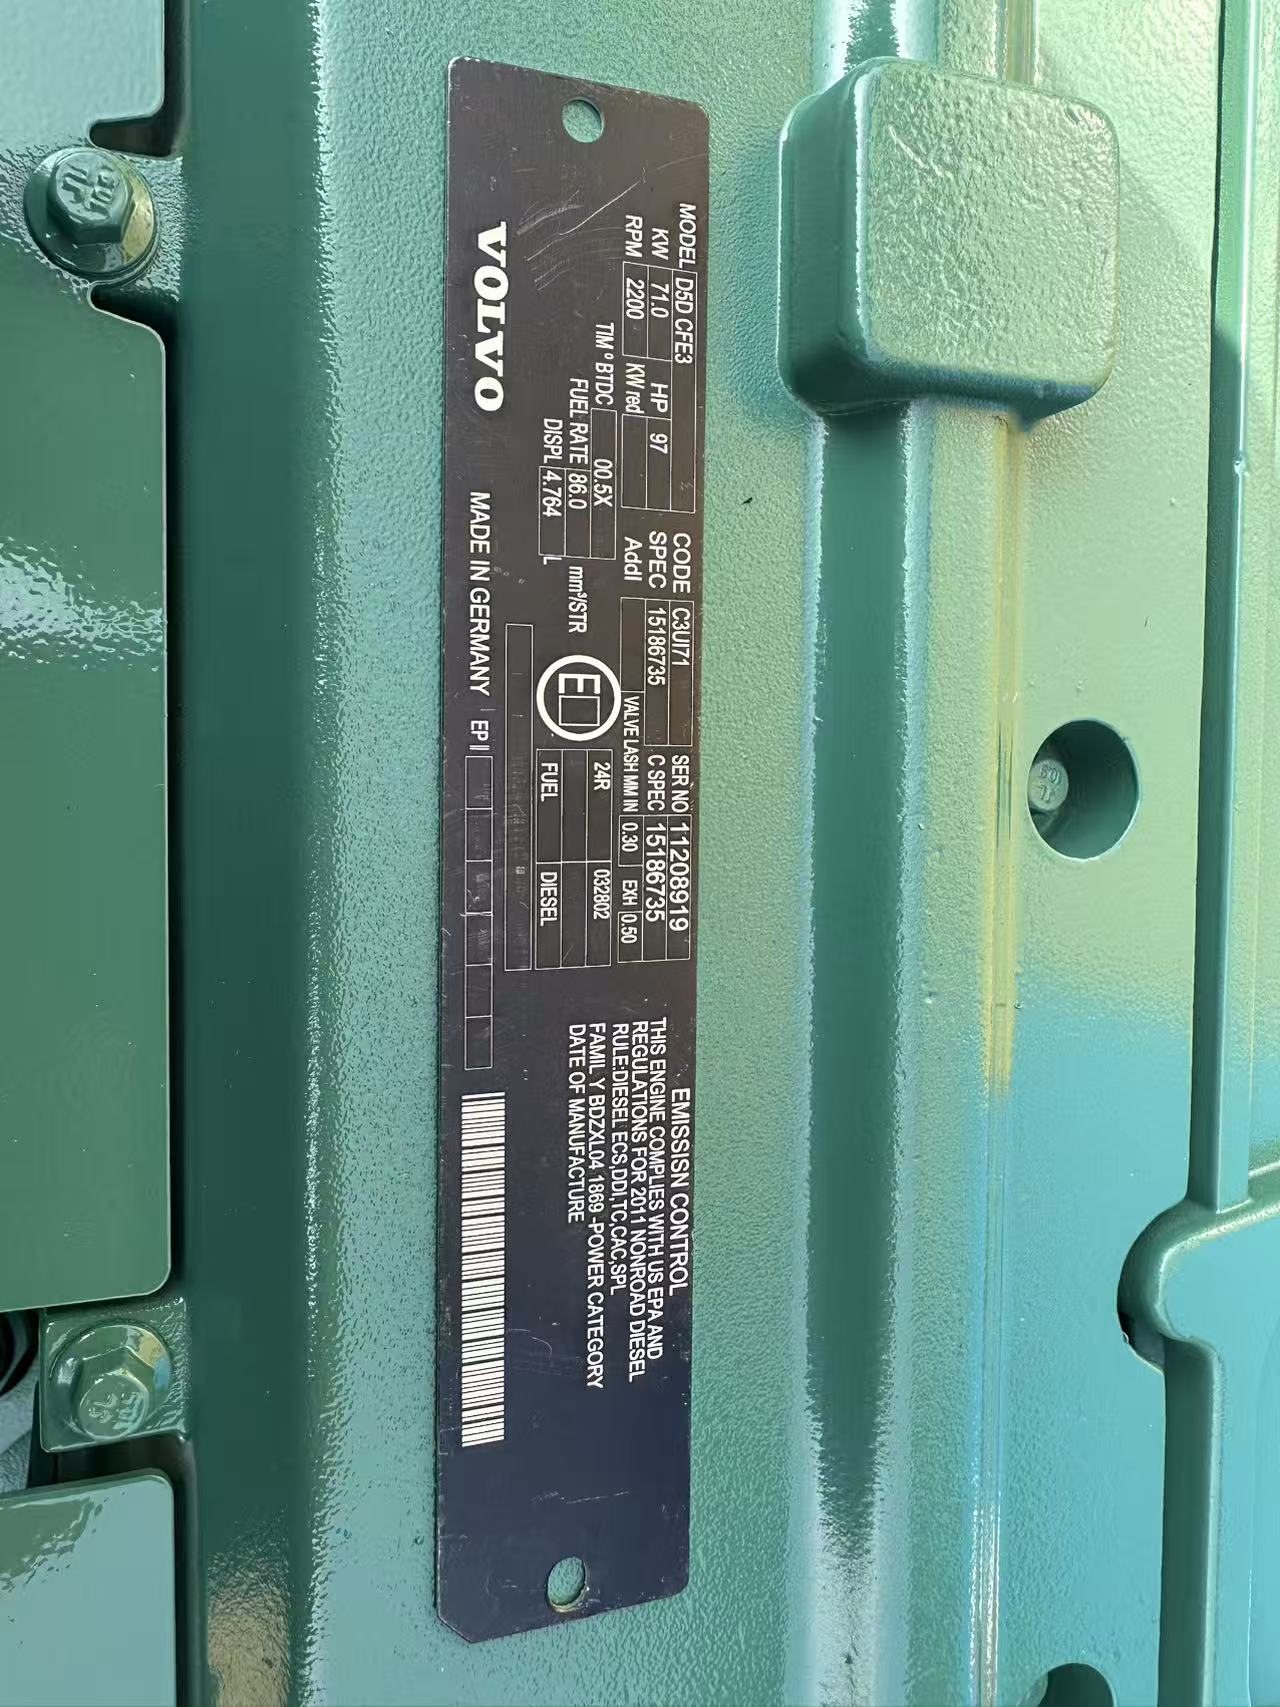 MODEL D5D CFE3 CODE C3UI71 SER NO 11208919
KW 71.0 HP 97 SPEC 15186735 C SPEC 15186735
RPM 2200 KW red Addl VALVE LASH MM IN 0.30 EXH 0.50
TIM° BTDC 00.5X 24R 032802
FUEL RATE 86.0 mm³/STR E
DISPL 4.764 L FUEL DIESEL
VOLVO MADE IN GERMANY EPII
EMISSISN CONTROL
THIS ENGINE COMPLIES WITH US EPA AND
REGULATIONS FOR 2011 NONROAD DIESEL
RULE:DIESEL ECS,DDI,TC,CAC,SPL
FAMIL Y BDZXL04 1869 -POWER CATEGORY
DATE OF MANUFACTURE